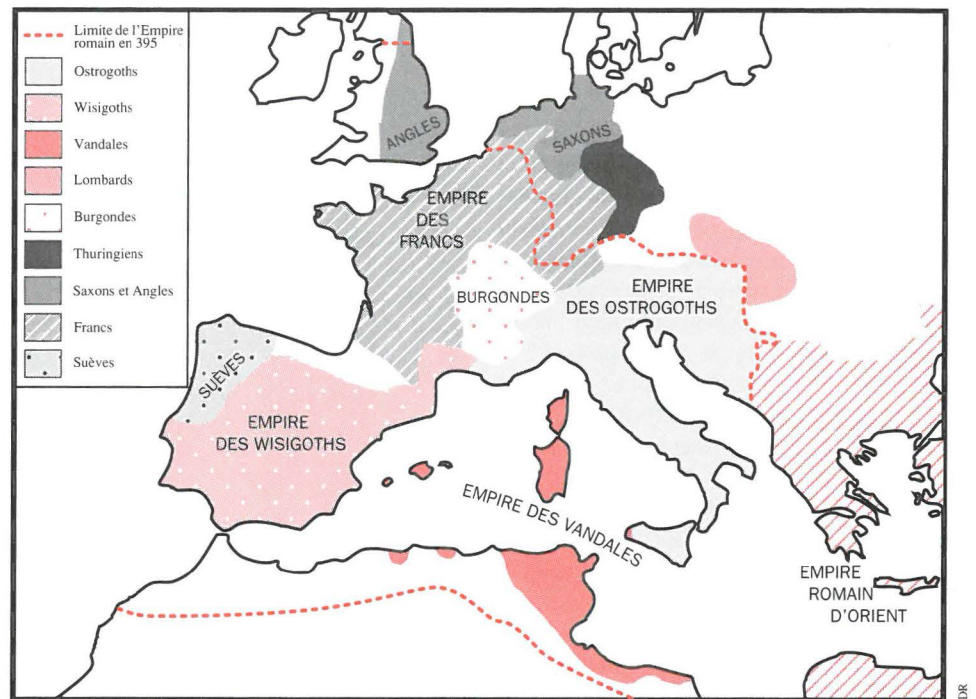 Limite de l'Empire
romain en 395
Ostrogoths
Wisigoths
Vandales
Lombards
Burgondes
Thuringiens
Saxons et Angles
Francs
Suèves
ANGLES
SAXONS
EMPIRE
DES
FRANCS
BURGONDES
EMPIRE
DES OSTROGOTHS
SUÈVES
EMPIRE
DES WISIGOTHS
EMPIRE DES VANDALES
EMPIRE
ROMAIN
D'ORIENT
DR